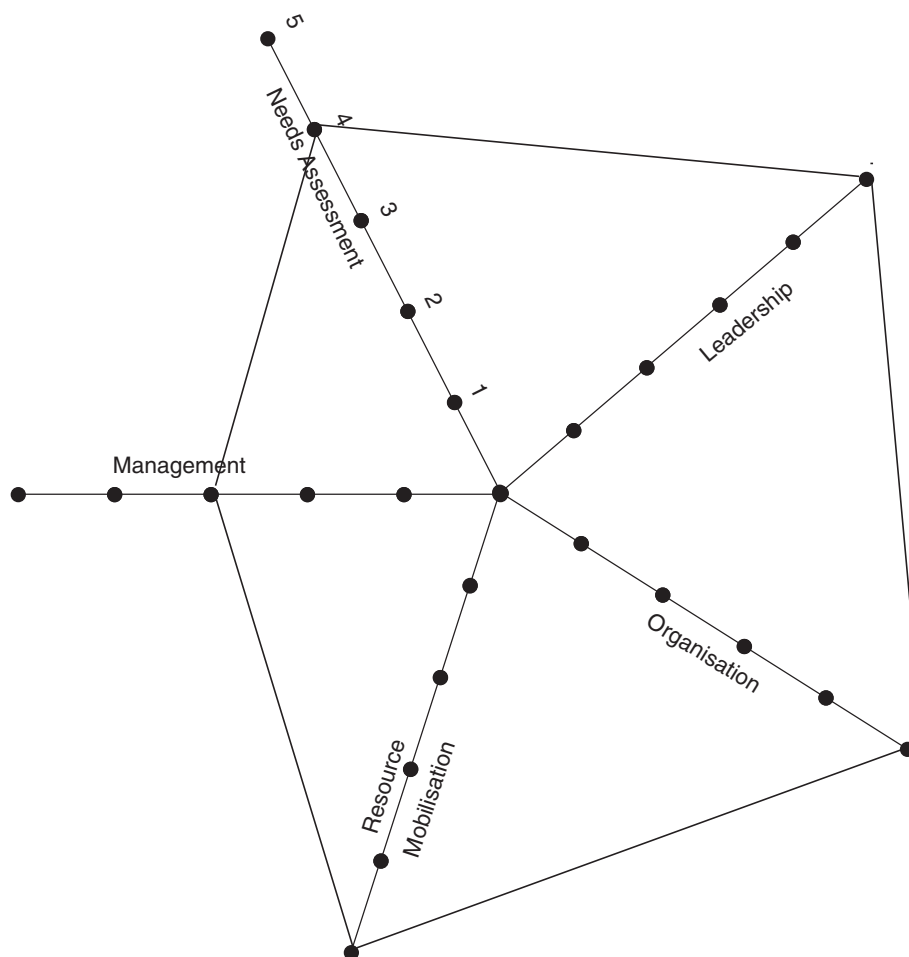 5
4
Needs Assessment
3
2
1
Leadership
Management
Organisation
Resource
Mobilisation